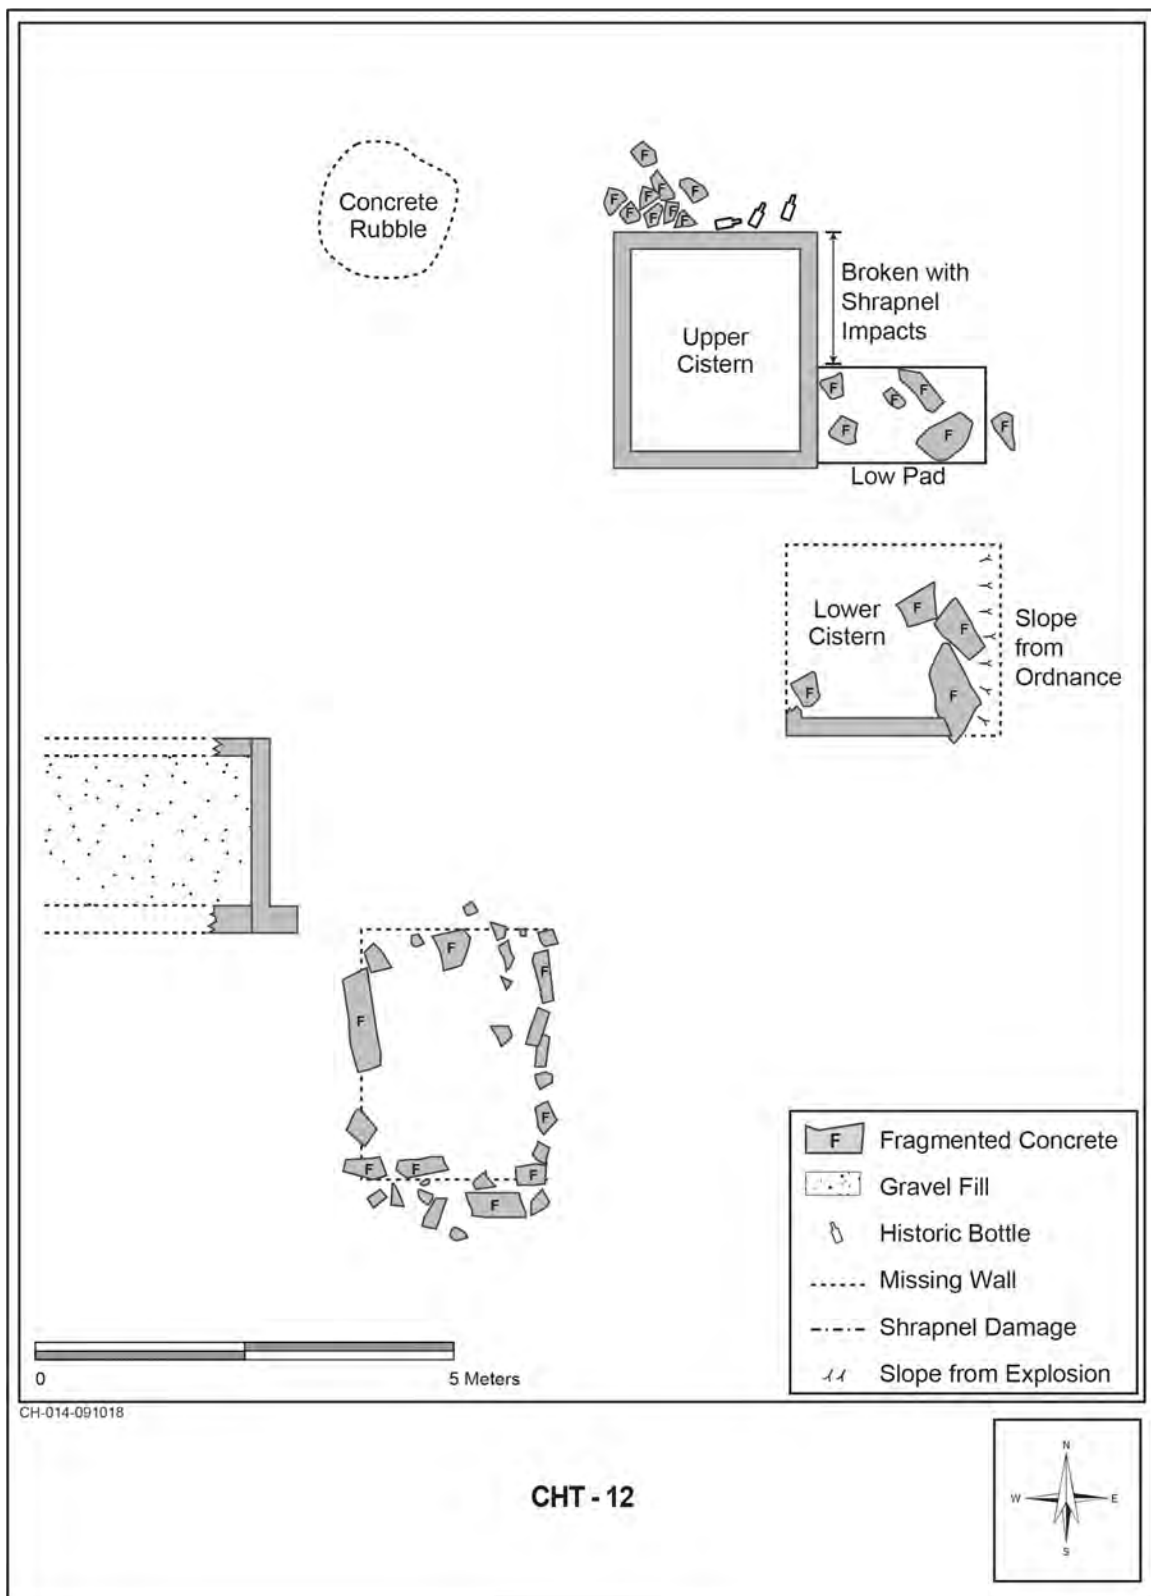 Concrete
Rubble
F
F
F
F
F
F
F
F
F
F
Broken with
Shrapnel
Impacts
Upper
Cistern
F
F
F
F
F
F
Low Pad
Lower
Cistern
F
F
F
F
Slope
from
Ordnance
F
F
F
F
F
F
F
F
F Fragmented Concrete
Gravel Fill
Historic Bottle
Missing Wall
Shrapnel Damage
Slope from Explosion
0 5 Meters
CH-014-091018
CHT - 12
N
W E
S